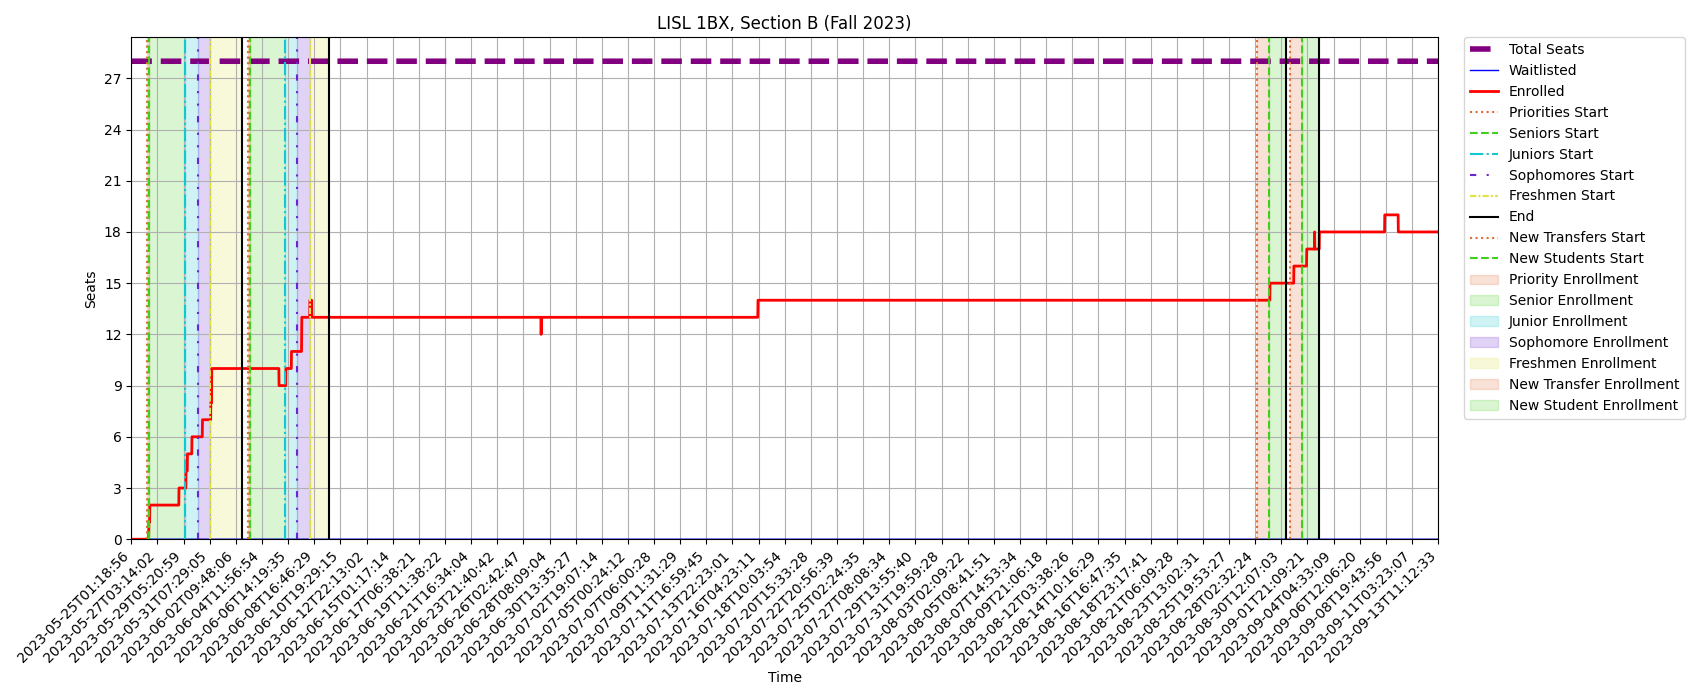 LISL 1BX, Section B (Fall 2023)
Seats
27
24
21
18
15
12
9
6
3
0
2023-05-25T01:18:56
2023-05-27T03:14:02
2023-05-29T05:20:59
2023-05-31T07:29:05
2023-06-02T09:48:06
2023-06-04T11:56:54
2023-06-06T14:19:35
2023-06-08T16:46:29
2023-06-10T19:29:15
2023-06-12T22:13:02
2023-06-15T01:17:14
2023-06-17T06:38:21
2023-06-19T11:38:22
2023-06-21T16:34:04
2023-06-23T21:40:42
2023-06-26T02:42:47
2023-06-28T08:09:04
2023-06-30T13:35:27
2023-07-02T19:07:14
2023-07-05T00:24:12
2023-07-07T06:00:28
2023-07-09T11:31:29
2023-07-11T16:59:45
2023-07-13T22:23:01
2023-07-16T04:23:11
2023-07-18T10:03:54
2023-07-20T15:33:28
2023-07-22T20:56:39
2023-07-25T02:24:35
2023-07-27T08:08:34
2023-07-29T13:55:40
2023-07-31T19:59:28
2023-08-03T02:09:22
2023-08-05T08:41:51
2023-08-07T14:53:34
2023-08-09T21:06:18
2023-08-12T03:38:26
2023-08-14T10:16:29
2023-08-16T16:47:35
2023-08-18T23:17:41
2023-08-21T06:09:28
2023-08-23T13:02:31
2023-08-25T19:53:27
2023-08-28T02:32:24
2023-08-30T12:07:03
2023-09-01T21:09:21
2023-09-04T04:33:09
2023-09-06T12:06:20
2023-09-08T19:43:56
2023-09-11T03:23:07
2023-09-13T11:12:33
Time
Total Seats
Waitlisted
Enrolled
Priorities Start
Seniors Start
Juniors Start
Sophomores Start
Freshmen Start
End
New Transfers Start
New Students Start
Priority Enrollment
Senior Enrollment
Junior Enrollment
Sophomore Enrollment
Freshmen Enrollment
New Transfer Enrollment
New Student Enrollment